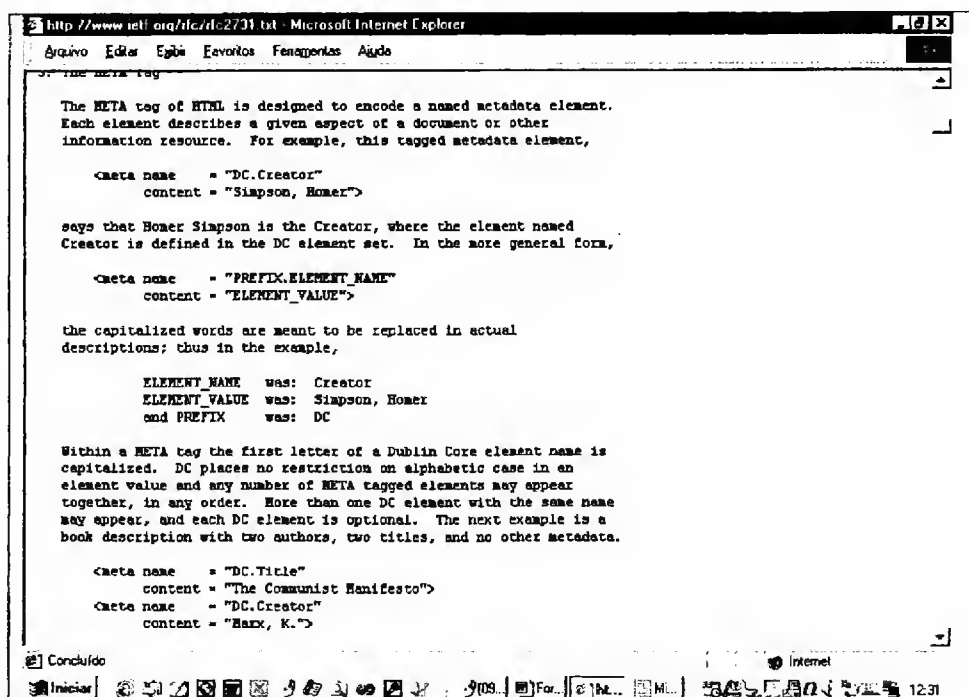 http://www.ietf.org/rfc/rfc2731.txt - Microsoft Internet Explorer
Arquivo Editar Exibir Favoritos Ferramentas Ajuda
3. The META tag
The META tag of HTML is designed to encode a named metadata element.
Each element describes a given aspect of a document or other
information resource. For example, this tagged metadata element,
<meta name = "DC.Creator"
content = "Simpson, Homer">
says that Homer Simpson is the Creator, where the element named
Creator is defined in the DC element set. In the more general form,
<meta name = "PREFIX.ELEMENT_NAME"
content = "ELEMENT_VALUE">
the capitalized words are meant to be replaced in actual
descriptions; thus in the example,
ELEMENT_NAME was: Creator
ELEMENT_VALUE was: Simpson, Homer
and PREFIX was: DC
Within a META tag the first letter of a Dublin Core element name is
capitalized. DC places no restriction on alphabetic case in an
element value and any number of META tagged elements may appear
together, in any order. More than one DC element with the same name
may appear, and each DC element is optional. The next example is a
book description with two authors, two titles, and no other metadata.
<meta name = "DC.Title"
content = "The Communist Manifesto">
<meta name = "DC.Creator"
content = "Marx, K.">
Concluído Internet
Iniciar For... Mi... 12:31